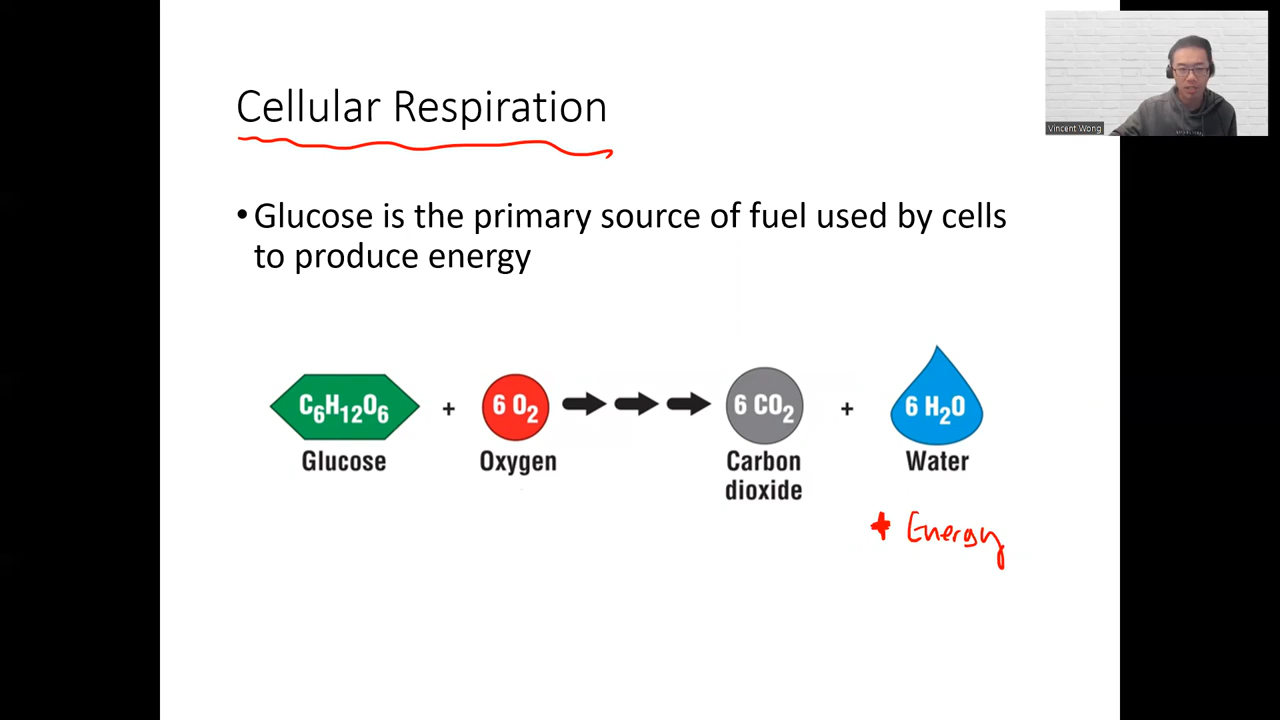 Vincent Wong
Cellular Respiration
• Glucose is the primary source of fuel used by cells
to produce energy
C₆H₁₂O₆ + 6 O₂ 6 CO₂ + 6 H₂O
Glucose Oxygen Carbon dioxide Water
+ Energy